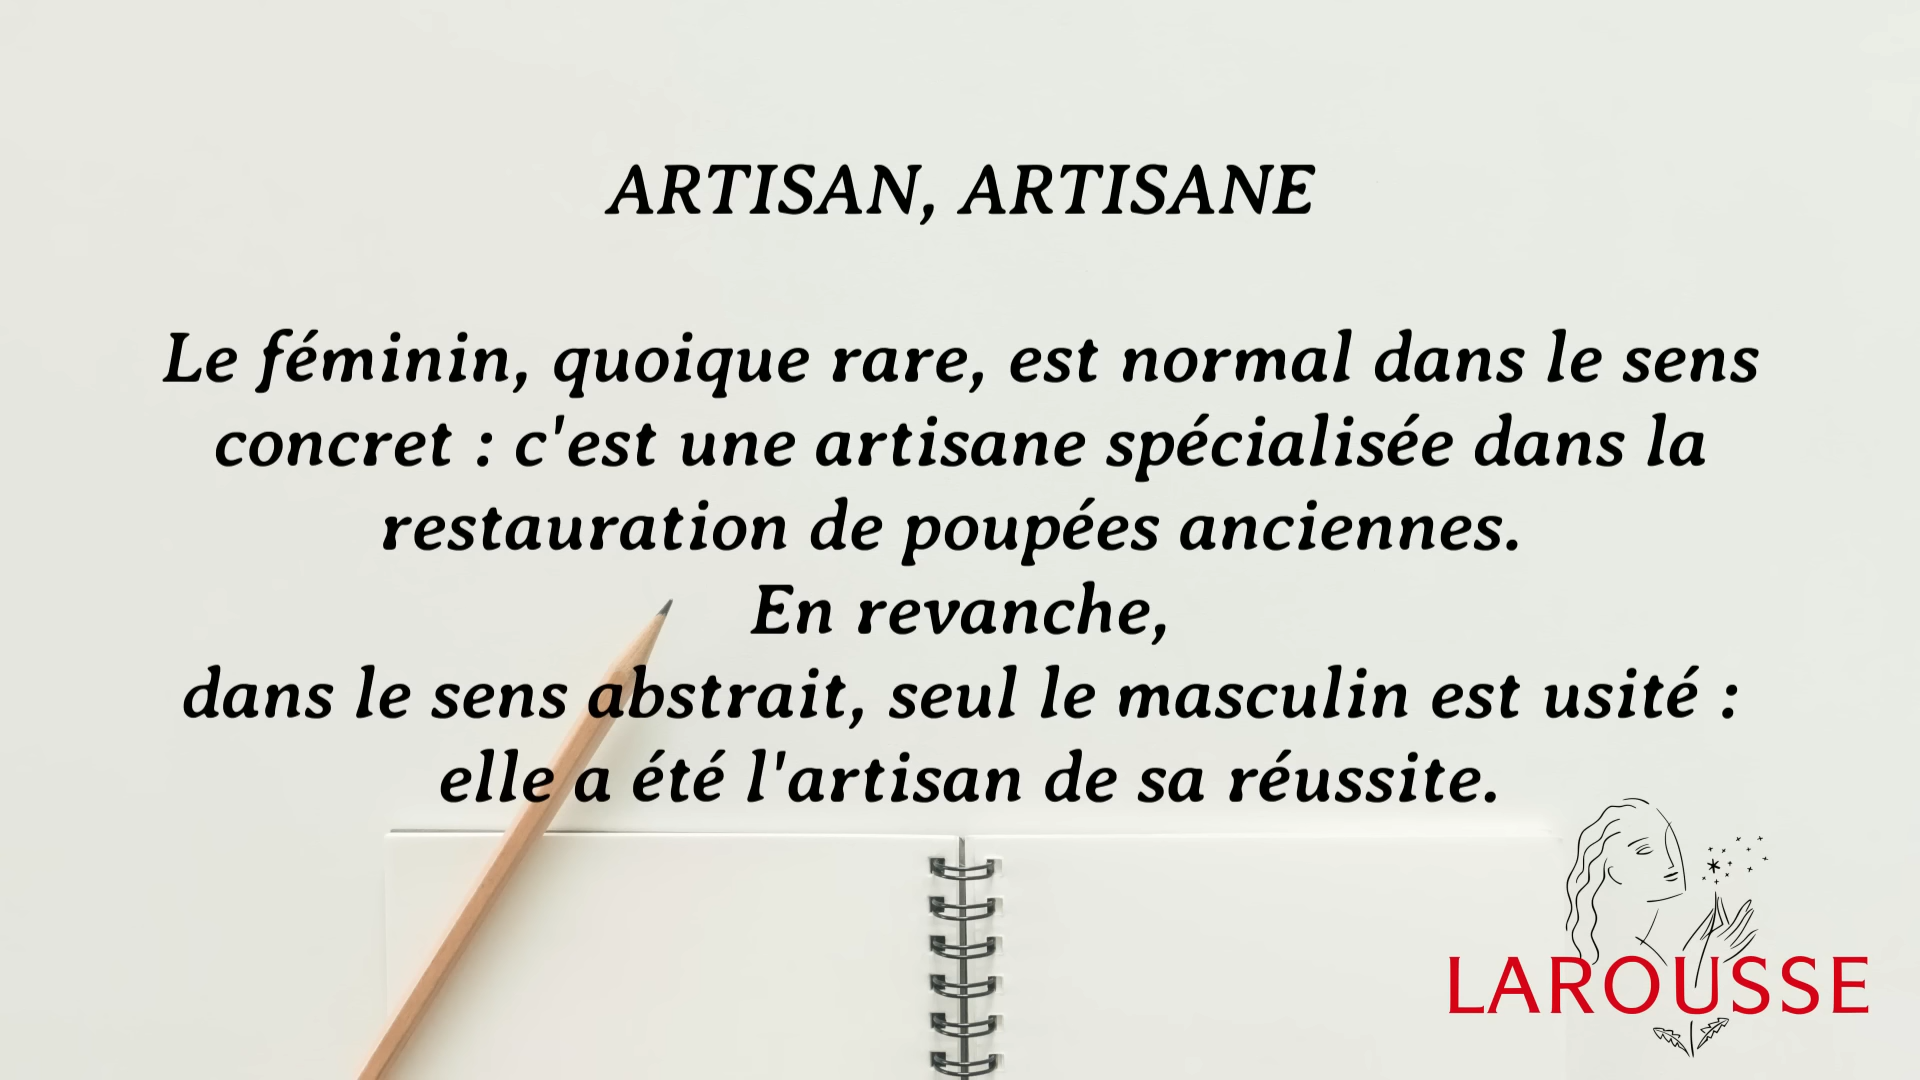 ARTISAN, ARTISANE
Le féminin, quoique rare, est normal dans le sens
concret : c'est une artisane spécialisée dans la
restauration de poupées anciennes.
En revanche,
dans le sens abstrait, seul le masculin est usité :
elle a été l'artisan de sa réussite.
LAROUSSE